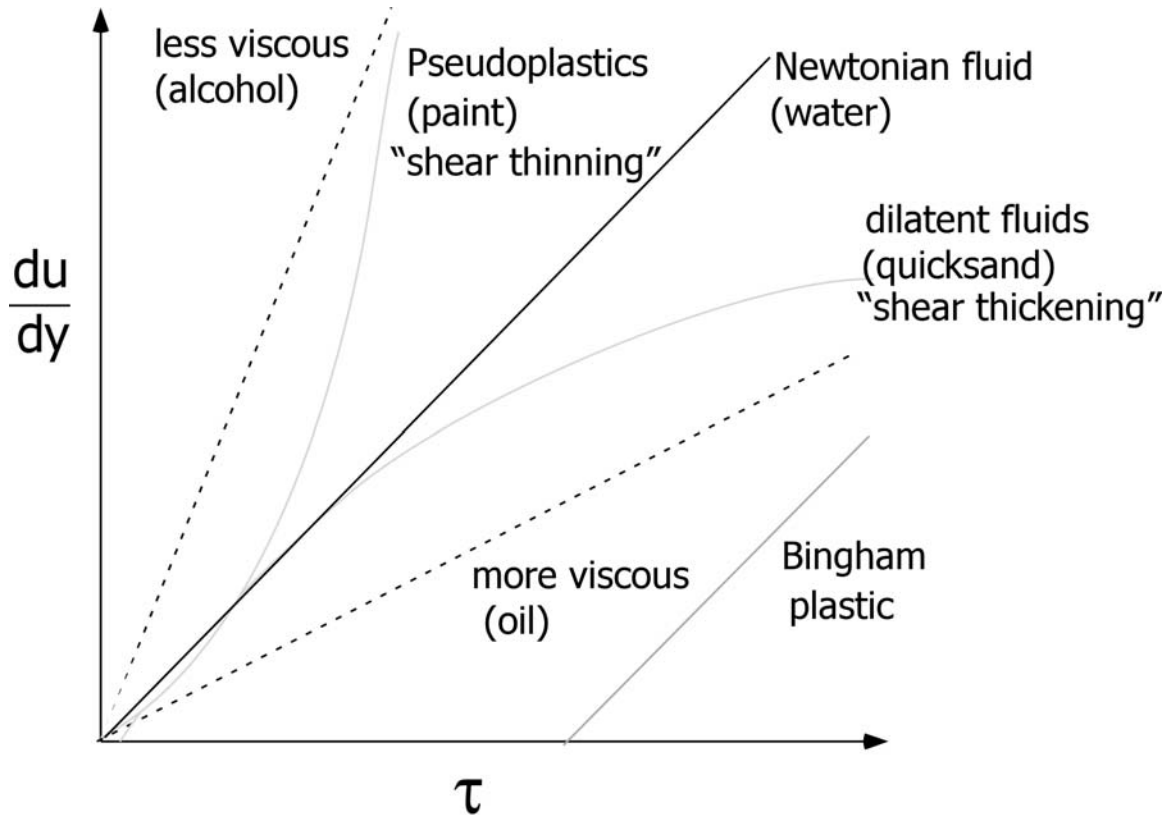 less viscous
(alcohol)
Pseudoplastics
(paint)
“shear thinning”
Newtonian fluid
(water)
dilatent fluids
(quicksand)
“shear thickening”
du
dy
more viscous
(oil)
Bingham
plastic
τ